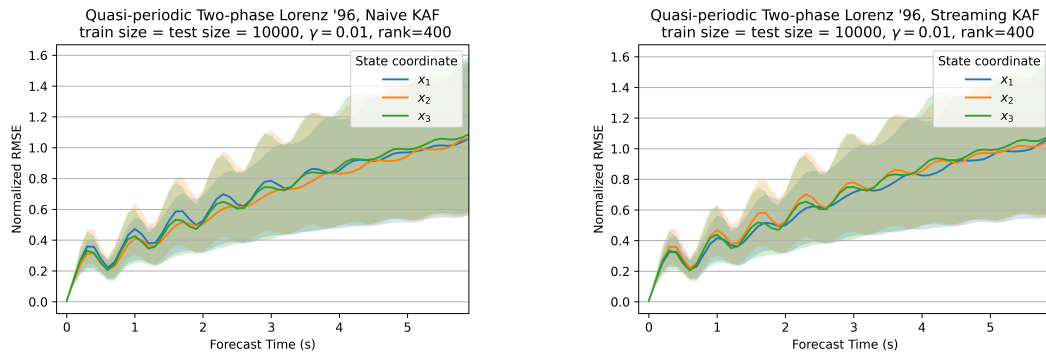 Quasi-periodic Two-phase Lorenz '96, Naive KAF
train size = test size = 10000, γ = 0.01, rank=400
Normalized RMSE
1.6
1.4
1.2
1.0
0.8
0.6
0.4
0.2
0.0
State coordinate
x₁
x₂
x₃
0 1 2 3 4 5
Forecast Time (s)
Quasi-periodic Two-phase Lorenz '96, Streaming KAF
train size = test size = 10000, γ = 0.01, rank=400
Normalized RMSE
1.6
1.4
1.2
1.0
0.8
0.6
0.4
0.2
0.0
State coordinate
x₁
x₂
x₃
0 1 2 3 4 5
Forecast Time (s)